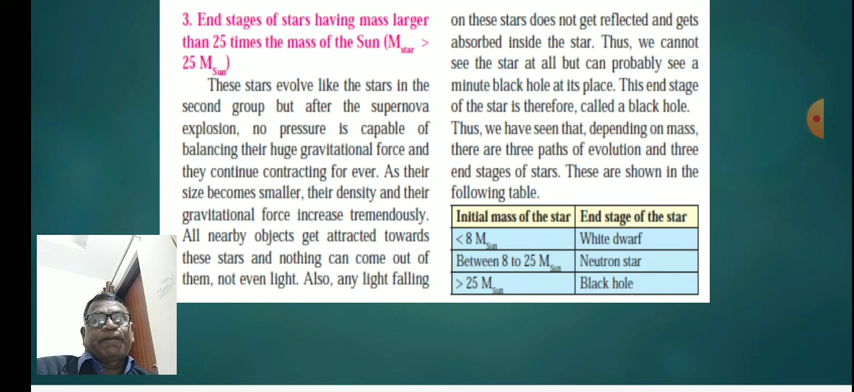 3. End stages of stars having mass larger
than 25 times the mass of the Sun (Mstar >
25 MSun)
These stars evolve like the stars in the
second group but after the supernova
explosion, no pressure is capable of
balancing their huge gravitational force and
they continue contracting for ever. As their
size becomes smaller, their density and their
gravitational force increase tremendously.
All nearby objects get attracted towards
these stars and nothing can come out of
them, not even light. Also, any light falling
on these stars does not get reflected and gets
absorbed inside the star. Thus, we cannot
see the star at all but can probably see a
minute black hole at its place. This end stage
of the star is therefore, called a black hole.
Thus, we have seen that, depending on mass,
there are three paths of evolution and three
end stages of stars. These are shown in the
following table.
Initial mass of the star End stage of the star
< 8 MSun White dwarf
Between 8 to 25 MSun Neutron star
> 25 MSun Black hole